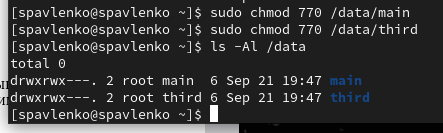 [spavlenko@spavlenko ~]$ sudo chmod 770 /data/main
[spavlenko@spavlenko ~]$ sudo chmod 770 /data/third
[spavlenko@spavlenko ~]$ ls -Al /data
total 0
drwxrwx---. 2 root main  6 Sep 21 19:47 main
drwxrwx---. 2 root third 6 Sep 21 19:47 third
[spavlenko@spavlenko ~]$